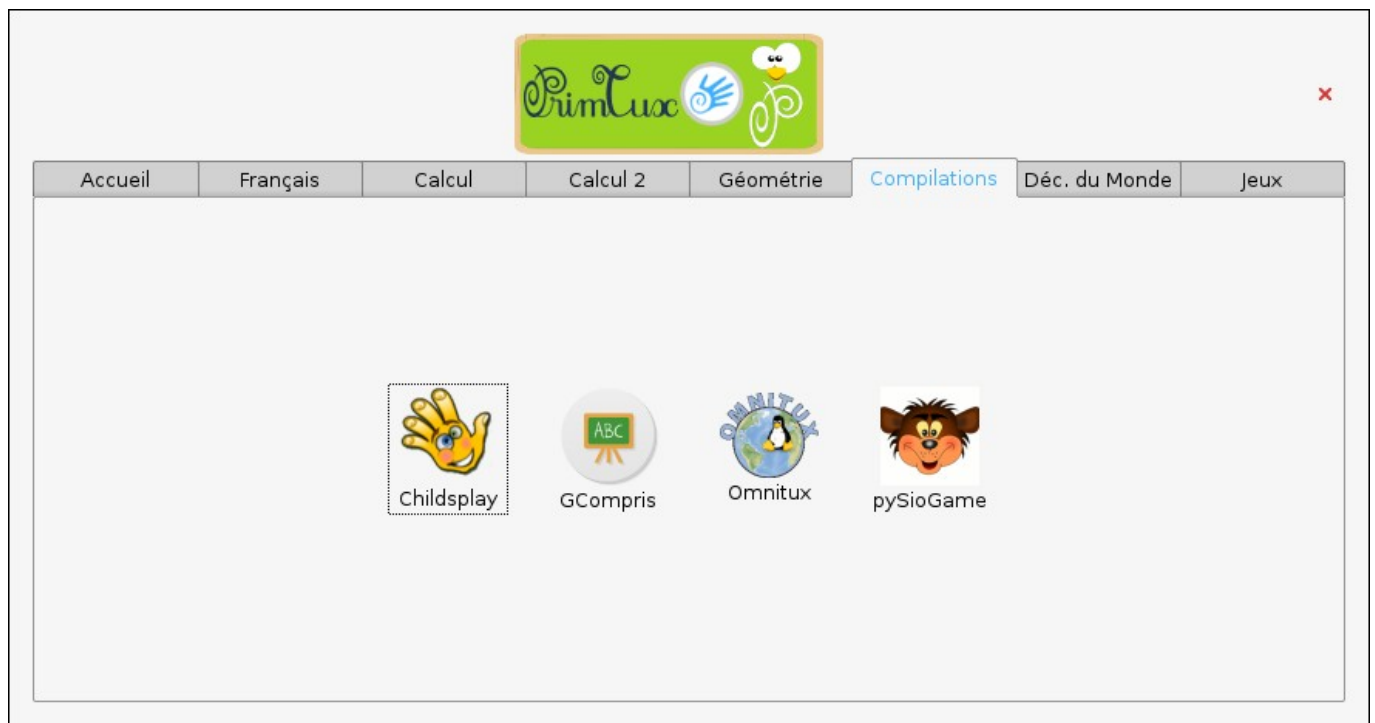 PrimTux
Accueil Français Calcul Calcul 2 Géométrie Compilations Déc. du Monde Jeux
ABC
OMNITUX
Childsplay GCompris Omnitux pySioGame